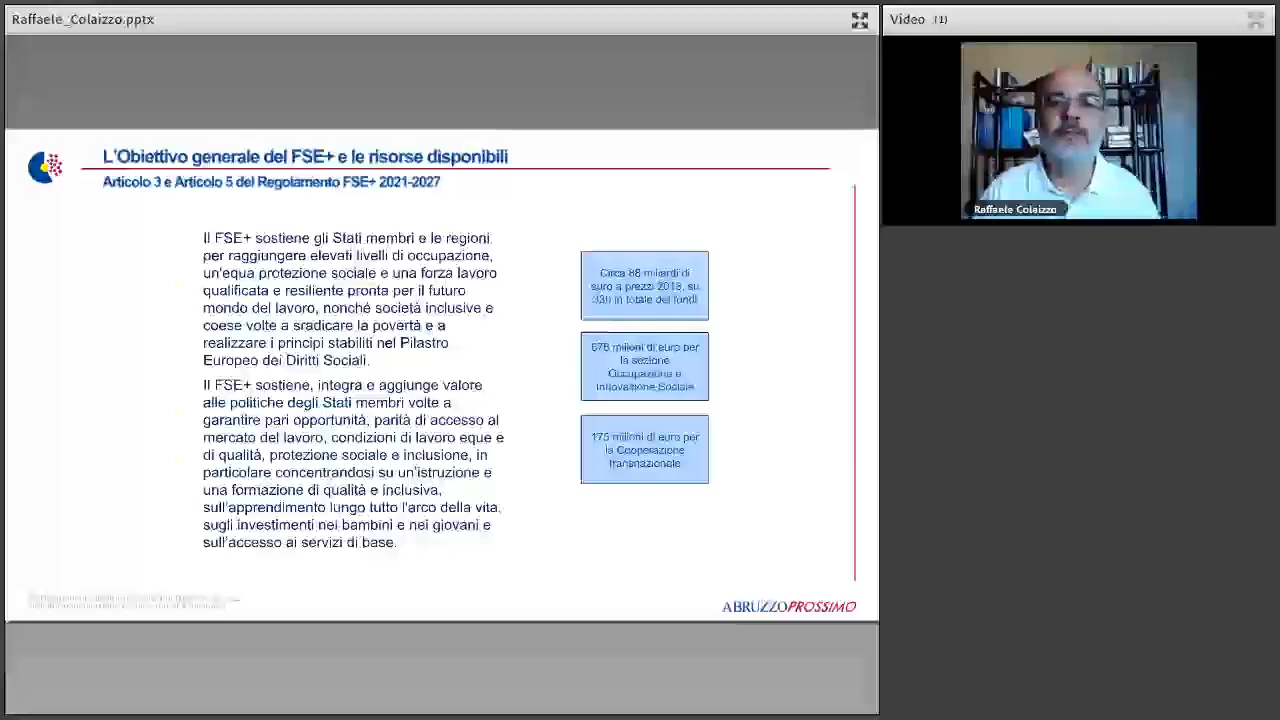 Raffaele_Colaizzo.pptx
Video (1)
L'Obiettivo generale del FSE+ e le risorse disponibili
Articolo 3 e Articolo 5 del Regolamento FSE+ 2021-2027
Il FSE+ sostiene gli Stati membri e le regioni
per raggiungere elevati livelli di occupazione,
un'equa protezione sociale e una forza lavoro
qualificata e resiliente pronta per il futuro
mondo del lavoro, nonché società inclusive e
coese volte a sradicare la povertà e a
realizzare i principi stabiliti nel Pilastro
Europeo dei Diritti Sociali.
Il FSE+ sostiene, integra e aggiunge valore
alle politiche degli Stati membri volte a
garantire pari opportunità, parità di accesso al
mercato del lavoro, condizioni di lavoro eque e
di qualità, protezione sociale e inclusione, in
particolare concentrandosi su un'istruzione e
una formazione di qualità e inclusiva,
sull'apprendimento lungo tutto l'arco della vita,
sugli investimenti nei bambini e nei giovani e
sull'accesso ai servizi di base.
Circa 88 miliardi di
euro a prezzi 2018, su
330 in totale dei fondi
676 milioni di euro per
la sezione
Occupazione e
Innovazione Sociale
175 milioni di euro per
la Cooperazione
transnazionale
ABRUZZOPROSSIMO
Raffaele Colaizzo